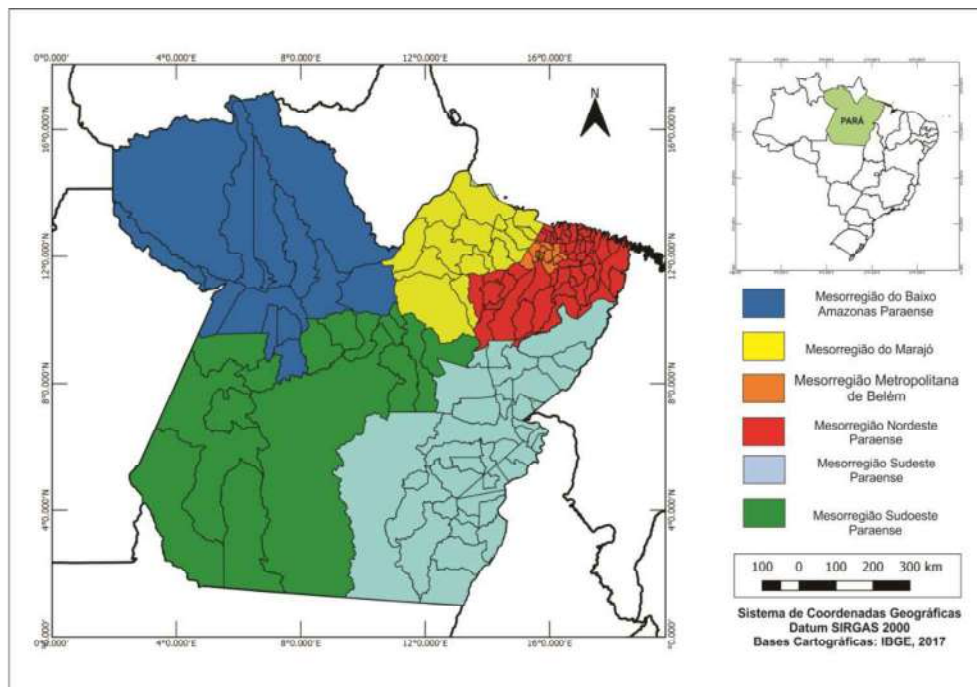 0°0.000' 4°0.000'E 8°0.000'E 12°0.000'E 16°0.000'E
N
16°0.000'N 16°0.000'N
12°0.000'N 12°0.000'N
8°0.000'N 8°0.000'N
4°0.000'N 4°0.000'N
0°0.000' 0°0.000'
0°0.000' 4°0.000'E 8°0.000'E 12°0.000'E 16°0.000'E
PARÁ
Mesorregião do Baixo
Amazonas Paraense
Mesorregião do Marajó
Mesorregião Metropolitana
de Belém
Mesorregião Nordeste
Paraense
Mesorregião Sudeste
Paraense
Mesorregião Sudoeste
Paraense
100 0 100 200 300 km
Sistema de Coordenadas Geográficas
Datum SIRGAS 2000
Bases Cartográficas: IBGE, 2017